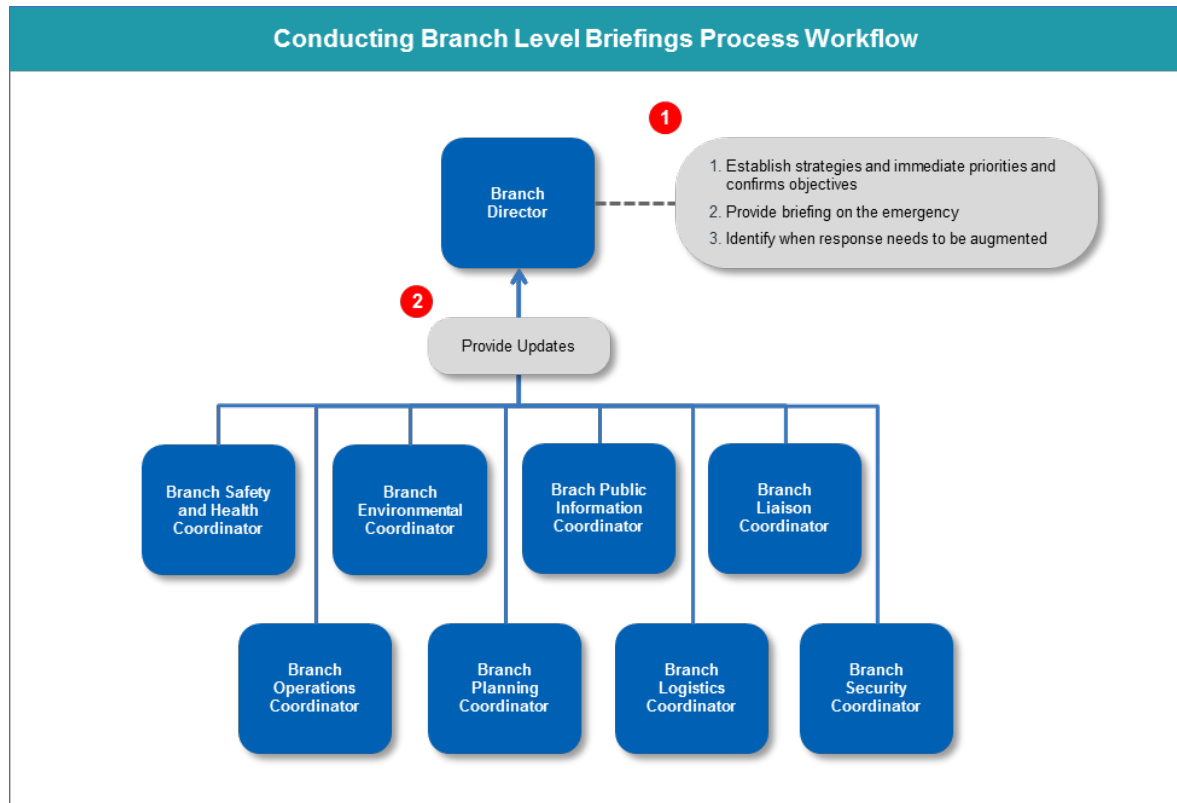 Conducting Branch Level Briefings Process Workflow
1
Branch
Director
1. Establish strategies and immediate priorities and
confirms objectives
2. Provide briefing on the emergency
3. Identify when response needs to be augmented
2
Provide Updates
Branch Safety
and Health
Coordinator
Branch
Environmental
Coordinator
Brach Public
Information
Coordinator
Branch
Liaison
Coordinator
Branch
Operations
Coordinator
Branch
Planning
Coordinator
Branch
Logistics
Coordinator
Branch
Security
Coordinator